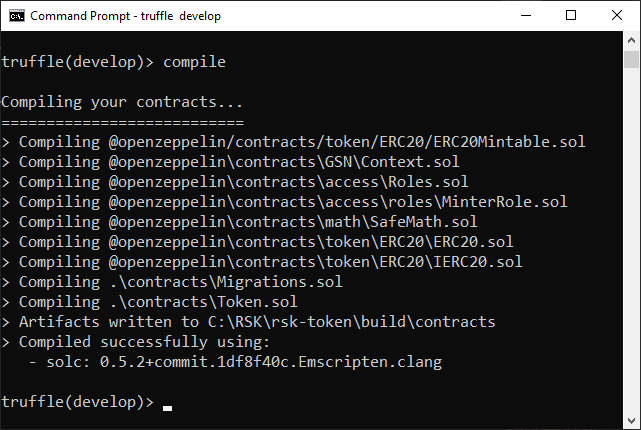 Command Prompt - truffle develop
truffle(develop)> compile
Compiling your contracts...
===========================
> Compiling @openzeppelin/contracts/token/ERC20/ERC20Mintable.sol
> Compiling @openzeppelin\contracts\GSN\Context.sol
> Compiling @openzeppelin\contracts\access\Roles.sol
> Compiling @openzeppelin\contracts\access\roles\MinterRole.sol
> Compiling @openzeppelin\contracts\math\SafeMath.sol
> Compiling @openzeppelin\contracts\token\ERC20\ERC20.sol
> Compiling @openzeppelin\contracts\token\ERC20\IERC20.sol
> Compiling .\contracts\Migrations.sol
> Compiling .\contracts\Token.sol
> Artifacts written to C:\RSK\rsk-token\build\contracts
> Compiled successfully using:
   - solc: 0.5.2+commit.1df8f40c.Emscripten.clang
truffle(develop)>